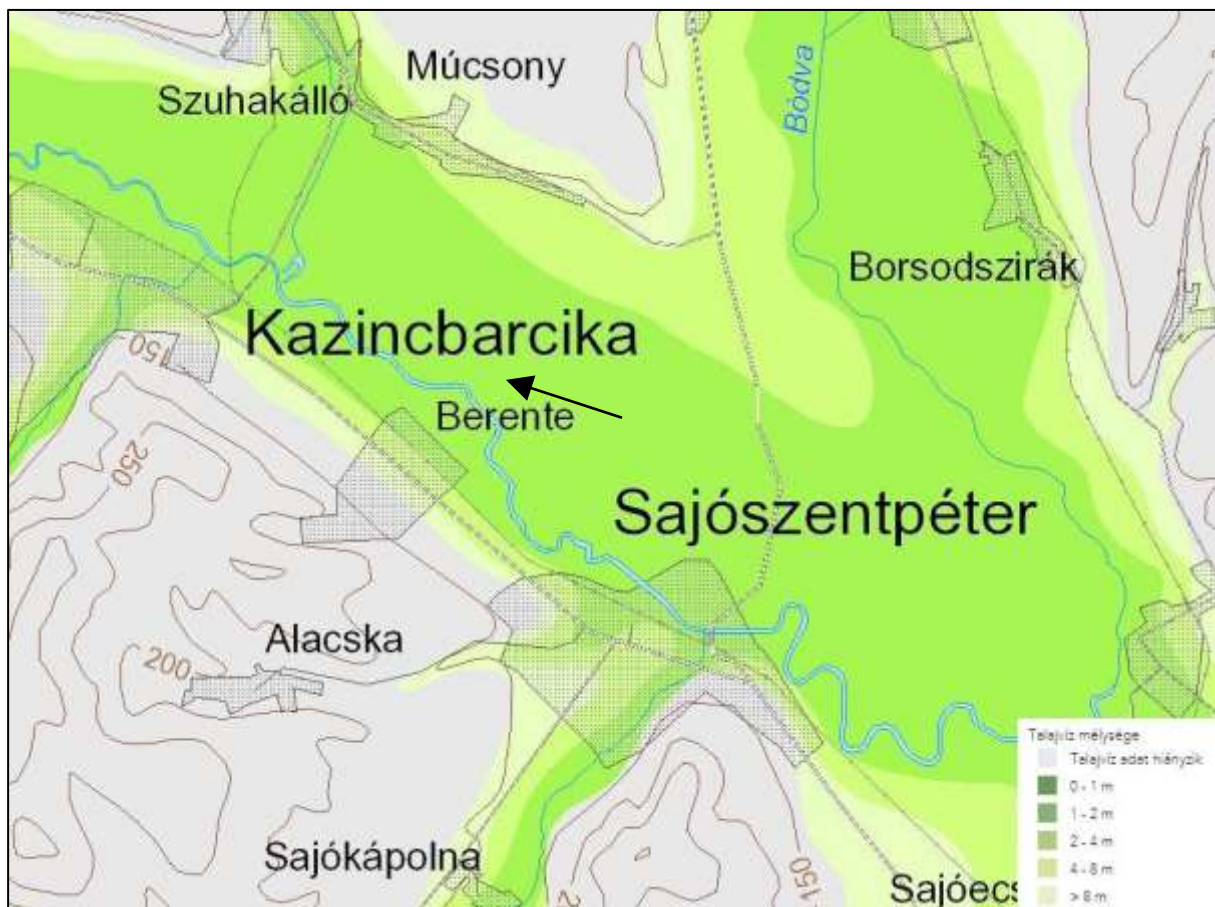 Múcsony
Szuhakálló
Bódva
Borsodszirák
Kazincbarcika
150
Berente
250
Sajószentpéter
Alacska
200
Talajvíz mélysége
Talajvíz adat hiányzik
0 - 1 m
1 - 2 m
2 - 4 m
4 - 8 m
> 8 m
Sajókápolna
150
Sajóecs